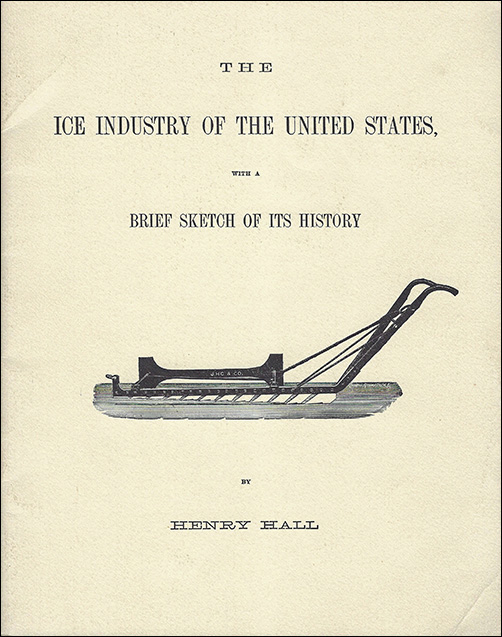 THE
ICE INDUSTRY OF THE UNITED STATES,
WITH A
BRIEF SKETCH OF ITS HISTORY
J.H.G. & CO.
BY
HENRY HALL